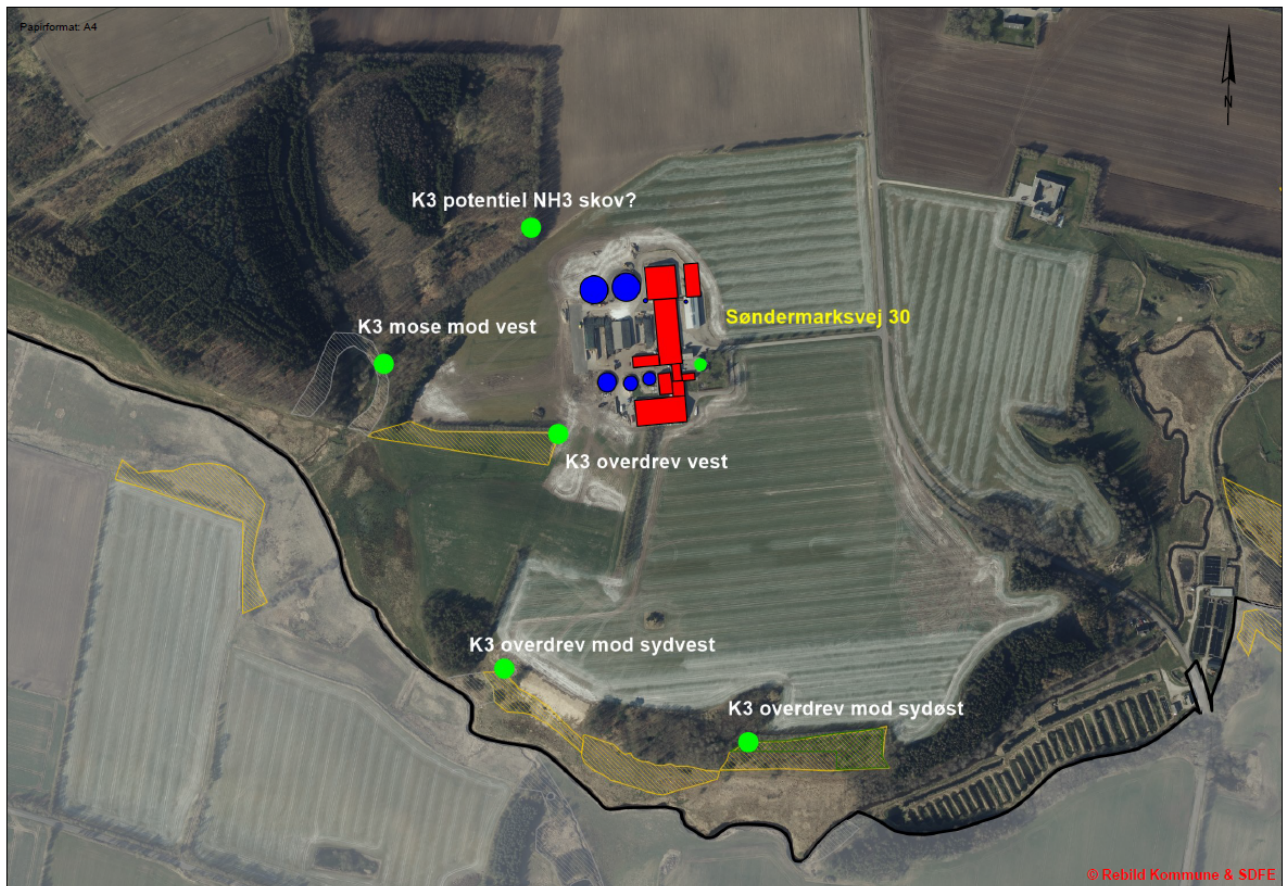 Papirformat: A4
N
K3 potentiel NH3 skov?
Søndermarksvej 30
K3 mose mod vest
K3 overdrev vest
K3 overdrev mod sydvest
K3 overdrev mod sydøst
© Rebild Kommune & SDFE